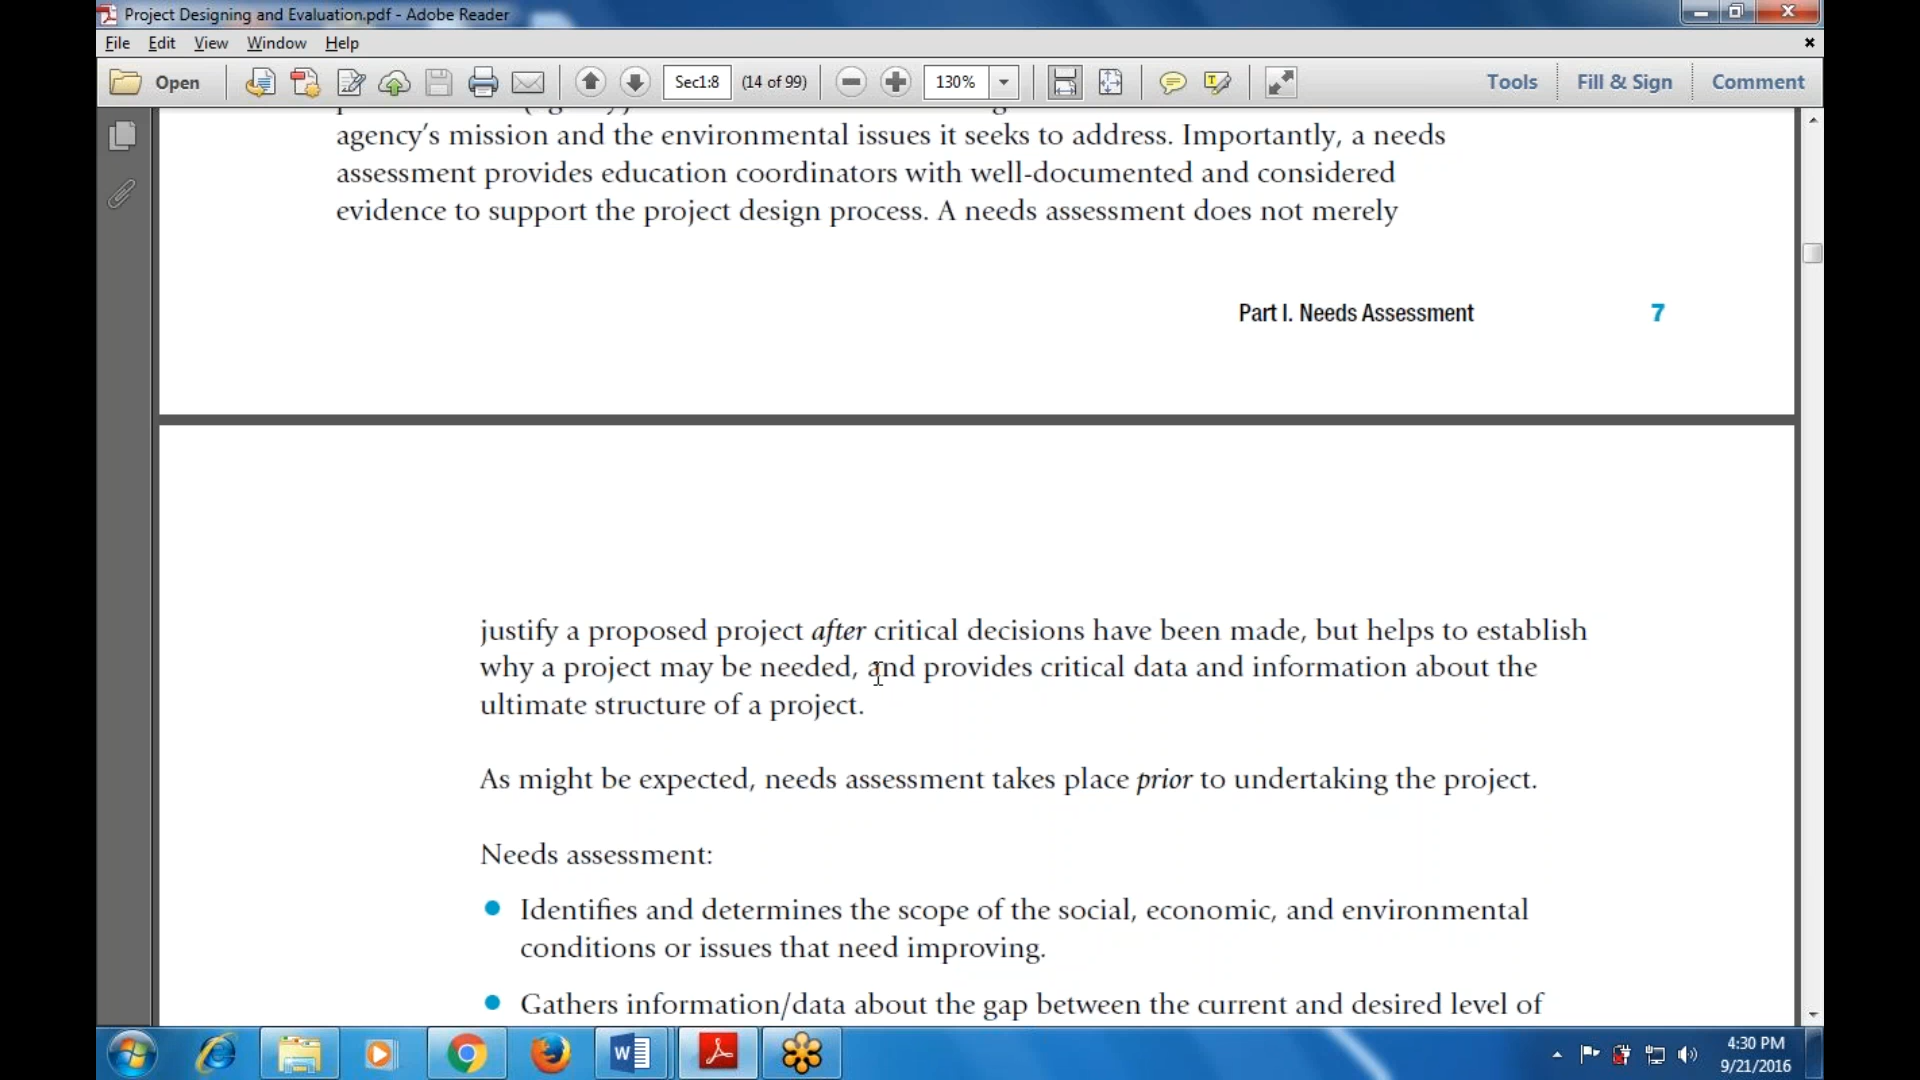 Project Designing and Evaluation.pdf - Adobe Reader
File Edit View Window Help
Open Sec1:8 (14 of 99) 130% Tools Fill & Sign Comment
agency’s mission and the environmental issues it seeks to address. Importantly, a needs
assessment provides education coordinators with well-documented and considered
evidence to support the project design process. A needs assessment does not merely
Part I. Needs Assessment 7
justify a proposed project after critical decisions have been made, but helps to establish
why a project may be needed, and provides critical data and information about the
ultimate structure of a project.
As might be expected, needs assessment takes place prior to undertaking the project.
Needs assessment:
• Identifies and determines the scope of the social, economic, and environmental
conditions or issues that need improving.
• Gathers information/data about the gap between the current and desired level of
4:30 PM
9/21/2016